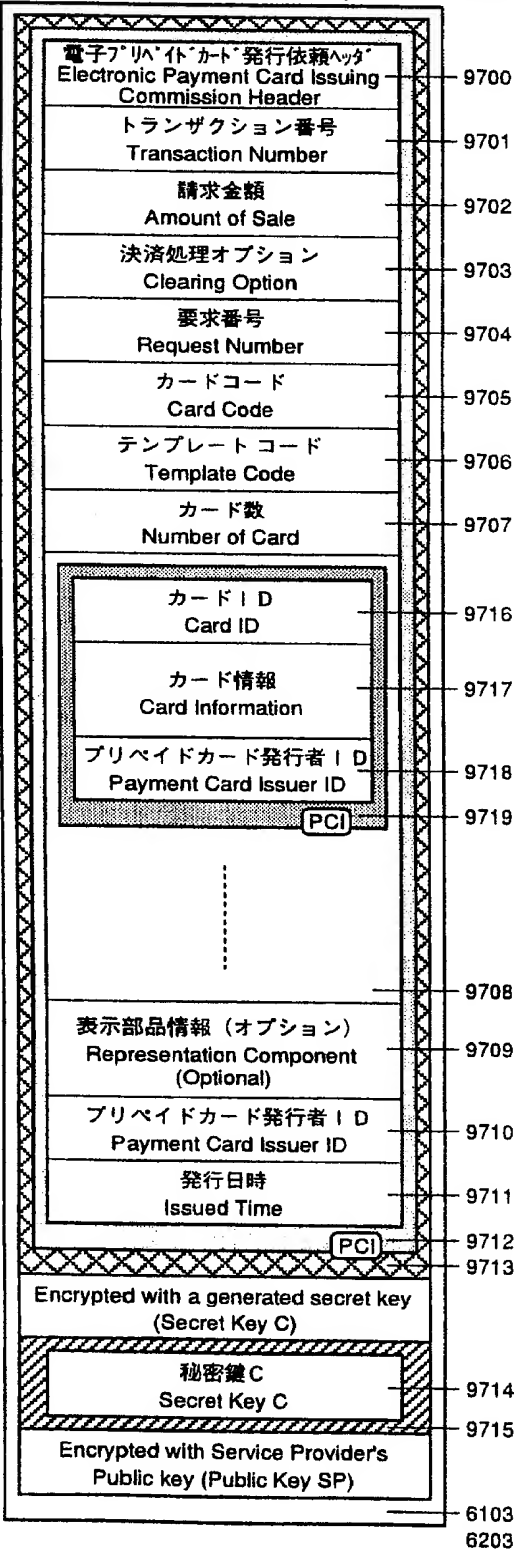 電子プリペイドカード発行依頼ヘッダ
Electronic Payment Card Issuing
Commission Header
9700
トランザクション番号
Transaction Number
9701
請求金額
Amount of Sale
9702
決済処理オプション
Clearing Option
9703
要求番号
Request Number
9704
カードコード
Card Code
9705
テンプレート コード
Template Code
9706
カード数
Number of Card
9707
カードID
Card ID
9716
カード情報
Card Information
9717
プリペイドカード発行者ID
Payment Card Issuer ID
9718
PCI
9719
9708
表示部品情報(オプション)
Representation Component
(Optional)
9709
プリペイドカード発行者ID
Payment Card Issuer ID
9710
発行日時
Issued Time
9711
PCI
9712
9713
Encrypted with a generated secret key
(Secret Key C)
秘密鍵C
Secret Key C
9714
9715
Encrypted with Service Provider's
Public key (Public Key SP)
6103
6203